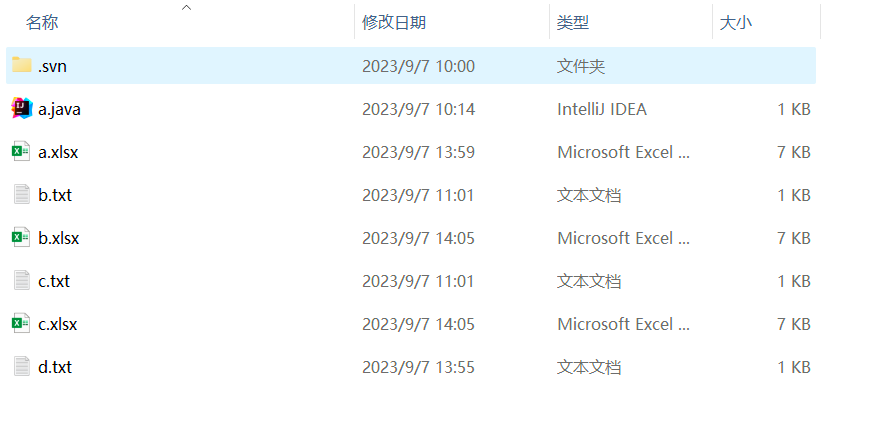 名称 修改日期 类型 大小
.svn 2023/9/7 10:00 文件夹
a.java 2023/9/7 10:14 IntelliJ IDEA 1 KB
a.xlsx 2023/9/7 13:59 Microsoft Excel ... 7 KB
b.txt 2023/9/7 11:01 文本文档 1 KB
b.xlsx 2023/9/7 14:05 Microsoft Excel ... 7 KB
c.txt 2023/9/7 11:01 文本文档 1 KB
c.xlsx 2023/9/7 14:05 Microsoft Excel ... 7 KB
d.txt 2023/9/7 13:55 文本文档 1 KB